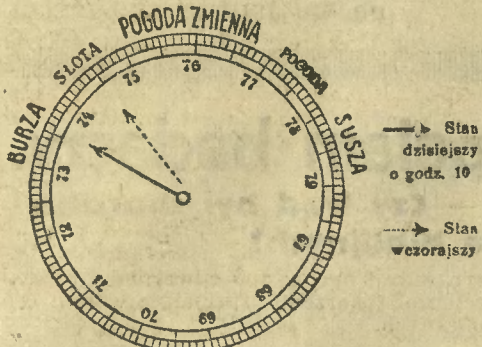 POGODA ZMIENNA
SŁOTA
POGODA
BURZA
SUSZA
75 76 77
74 78
73 79
72 67
71 68
70 69
Stan
dzisiejszy
o godz. 10
Stan
wczorajszy